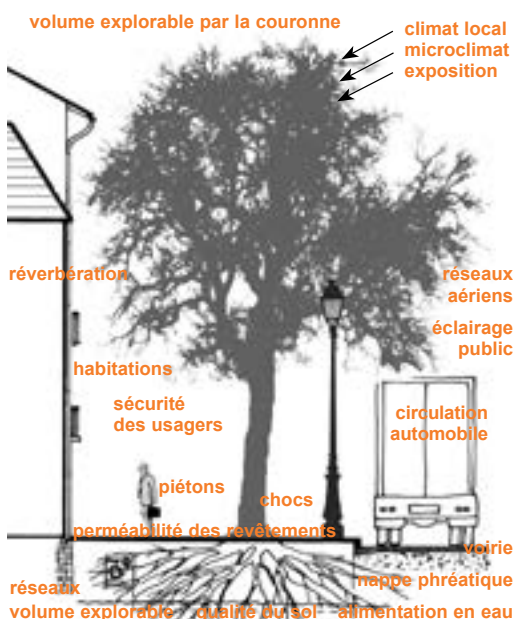 volume explorable par la couronne
climat local
microclimat
exposition
réverbération
réseaux
aériens
éclairage
public
habitations
sécurité
des usagers
circulation
automobile
piétons
chocs
perméabilité des revêtements
voirie
nappe phréatique
réseaux
volume explorable qualité du sol alimentation en eau